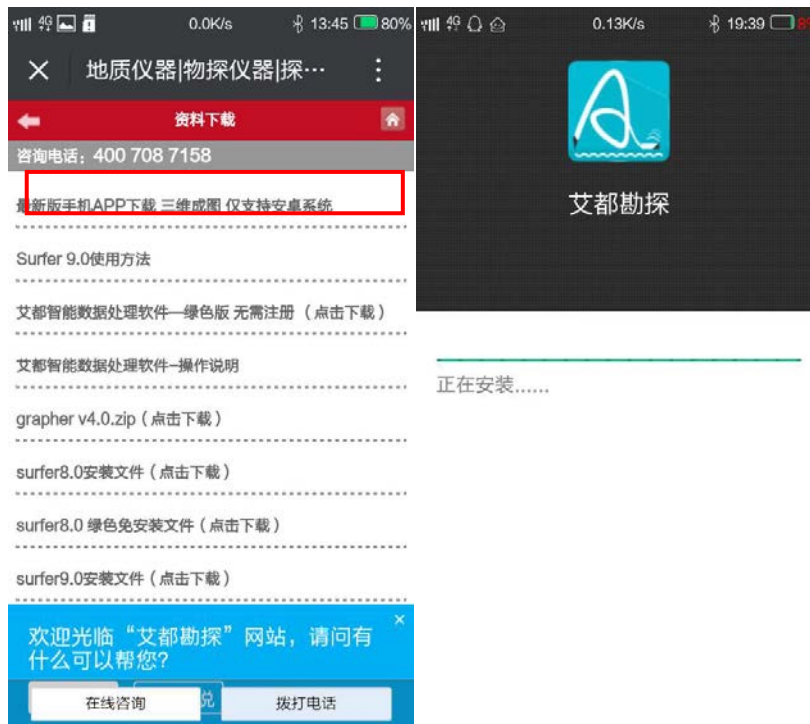 4G 0.0K/s 13:45 80%
地质仪器|物探仪器|探…
资料下载
咨询电话：400 708 7158
最新版手机APP下载 三维成图 仅支持安卓系统
Surfer 9.0使用方法
艾都智能数据处理软件—绿色版 无需注册 （点击下载）
艾都智能数据处理软件–操作说明
grapher v4.0.zip（点击下载）
surfer8.0安装文件（点击下载）
surfer8.0 绿色免安装文件（点击下载）
surfer9.0安装文件（点击下载）
欢迎光临“艾都勘探”网站，请问有
什么可以帮您?
在线咨询
兑
拨打电话
4G 0.13K/s 19:39
艾都勘探
正在安装......